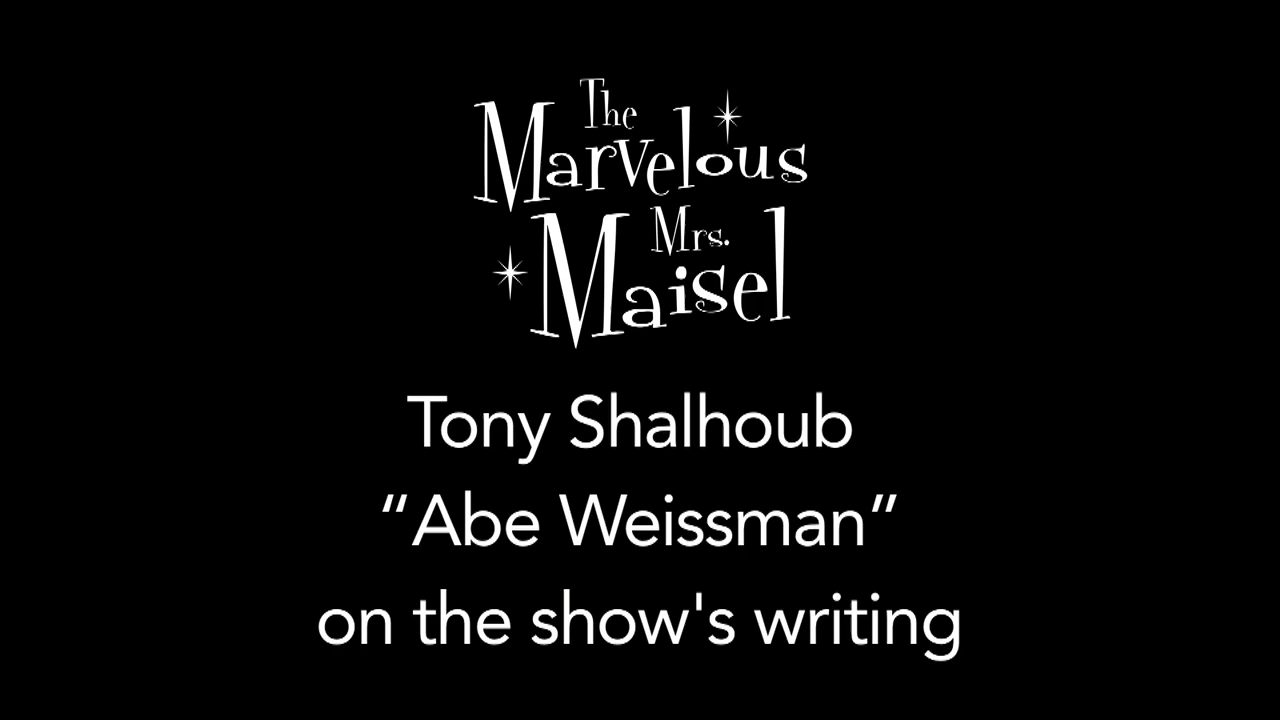 The
Marvelous
Mrs.
Maisel
Tony Shalhoub
“Abe Weissman”
on the show's writing